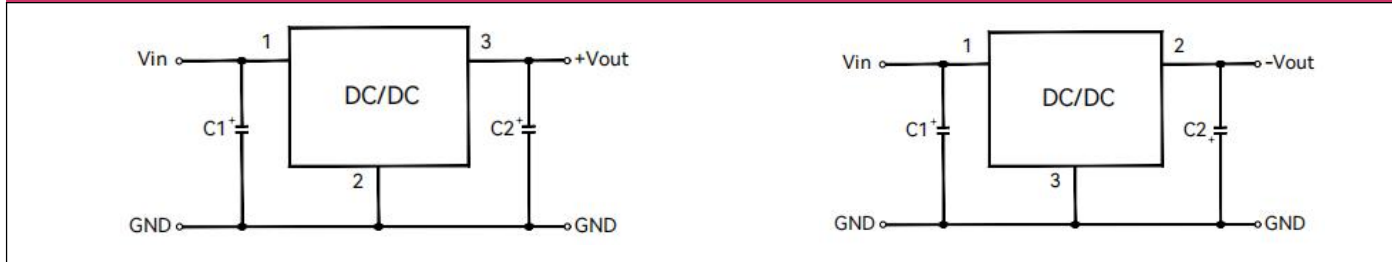 Vin
1
DC/DC
3
+Vout
C1+
C2+
2
GND
GND
Vin
1
DC/DC
2
-Vout
C1+
C2+
3
GND
GND